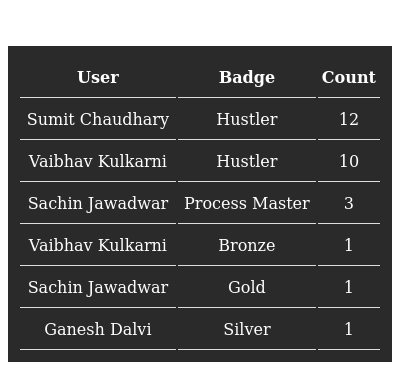 User Badge Count
Sumit Chaudhary Hustler 12
Vaibhav Kulkarni Hustler 10
Sachin Jawadwar Process Master 3
Vaibhav Kulkarni Bronze 1
Sachin Jawadwar Gold 1
Ganesh Dalvi Silver 1